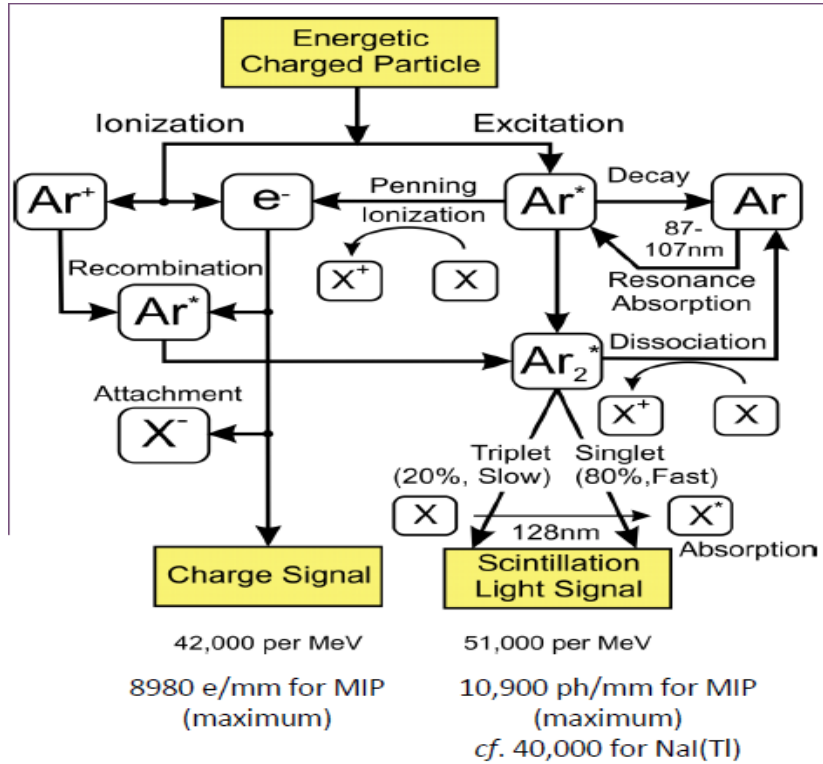 Energetic
Charged Particle
Ionization
Excitation
Ar⁺
e⁻
Penning
Ionization
Ar*
Decay
Ar
87-
107nm
X⁺
X
Resonance
Absorption
Recombination
Ar*
Ar₂*
Dissociation
X⁺
X
Attachment
X⁻
Triplet
(20%, Slow)
Singlet
(80%,Fast)
X
128nm
X*
Absorption
Charge Signal
Scintillation
Light Signal
42,000 per MeV
51,000 per MeV
8980 e/mm for MIP
(maximum)
10,900 ph/mm for MIP
(maximum)
cf. 40,000 for NaI(Tl)